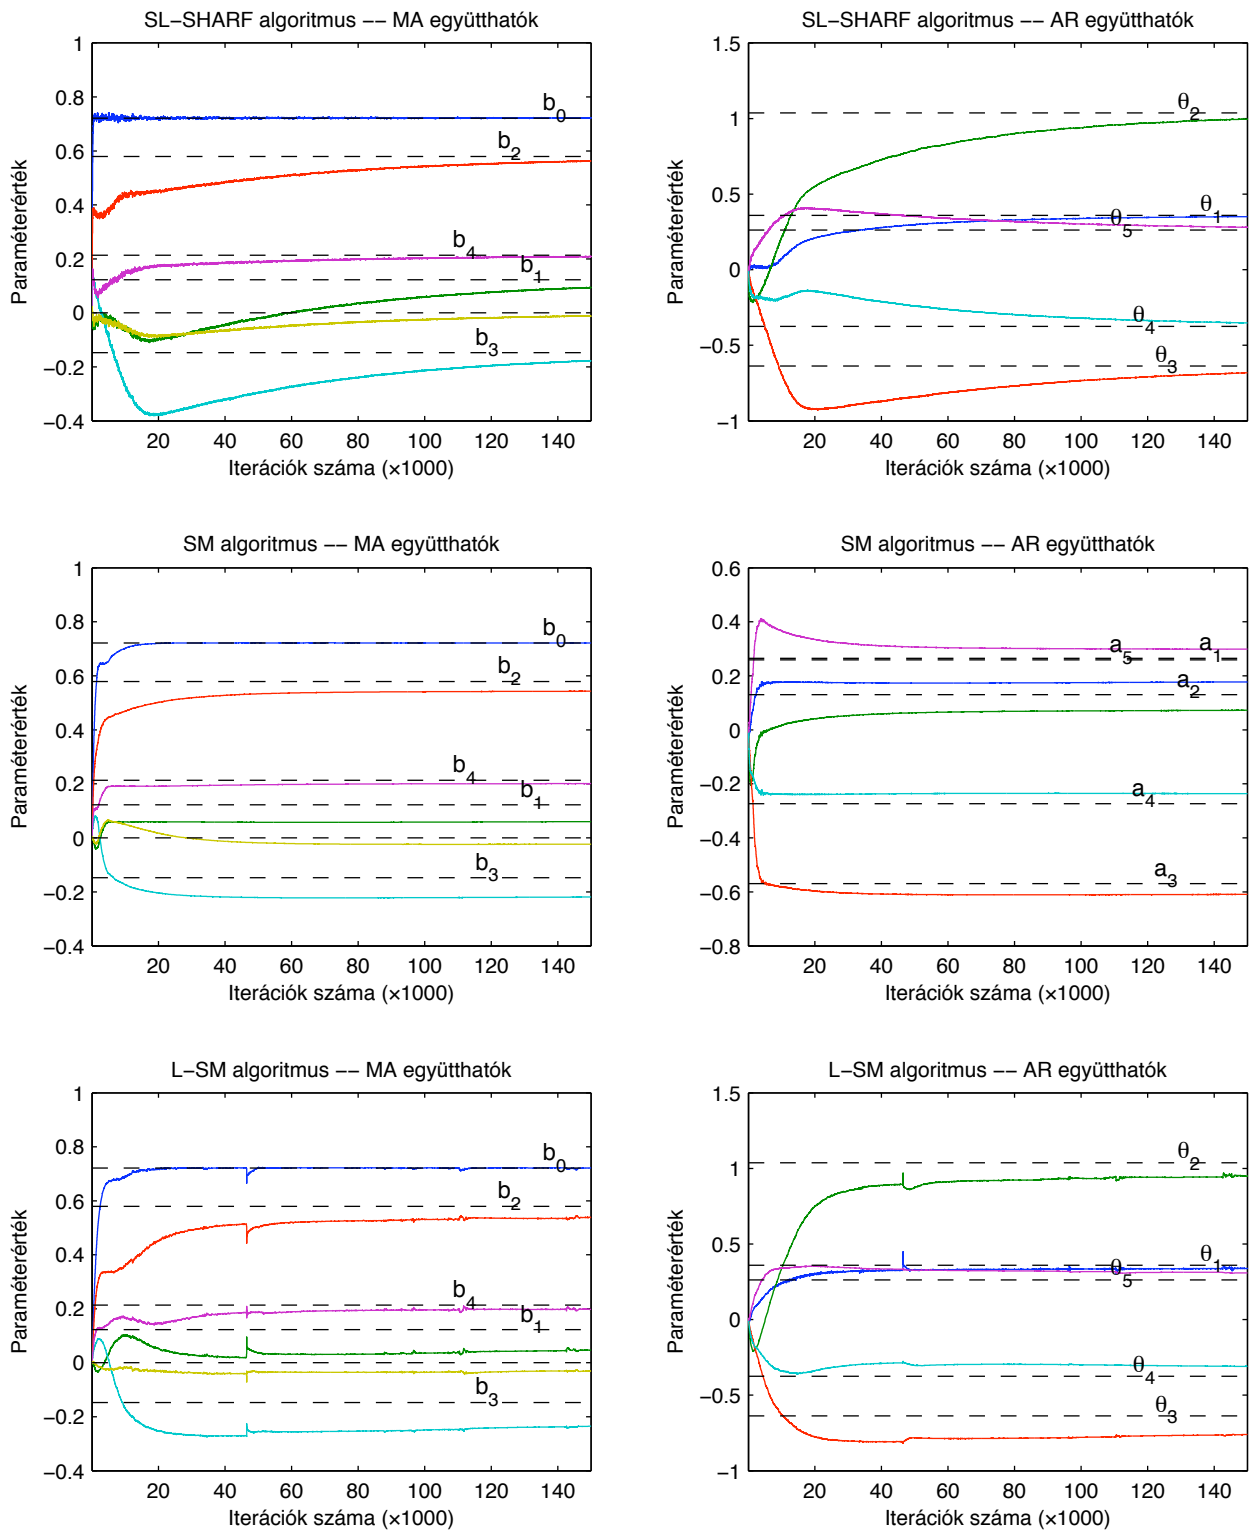 SL−SHARF algoritmus −− MA együtthatók
Paraméterérték
1
0.8
0.6
0.4
0.2
0
−0.2
−0.4
b0
b2
b4
b1
b3
20 40 60 80 100 120 140
Iterációk száma (×1000)
SL−SHARF algoritmus −− AR együtthatók
Paraméterérték
1.5
1
0.5
0
−0.5
−1
θ2
θ1
θ5
θ4
θ3
20 40 60 80 100 120 140
Iterációk száma (×1000)
SM algoritmus −− MA együtthatók
Paraméterérték
1
0.8
0.6
0.4
0.2
0
−0.2
−0.4
b0
b2
b4
b1
b3
20 40 60 80 100 120 140
Iterációk száma (×1000)
SM algoritmus −− AR együtthatók
Paraméterérték
0.6
0.4
0.2
0
−0.2
−0.4
−0.6
−0.8
a5 a1
a2
a4
a3
20 40 60 80 100 120 140
Iterációk száma (×1000)
L−SM algoritmus −− MA együtthatók
Paraméterérték
1
0.8
0.6
0.4
0.2
0
−0.2
−0.4
b0
b2
b4
b1
b3
20 40 60 80 100 120 140
Iterációk száma (×1000)
L−SM algoritmus −− AR együtthatók
Paraméterérték
1.5
1
0.5
0
−0.5
−1
θ2
θ1
θ5
θ4
θ3
20 40 60 80 100 120 140
Iterációk száma (×1000)